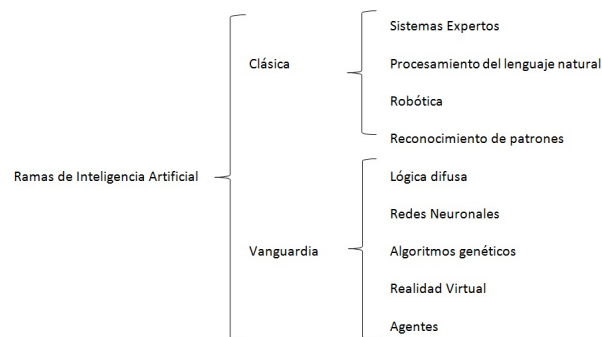 Ramas de Inteligencia Artificial
Clásica
Sistemas Expertos
Procesamiento del lenguaje natural
Robótica
Reconocimiento de patrones
Vanguardia
Lógica difusa
Redes Neuronales
Algoritmos genéticos
Realidad Virtual
Agentes